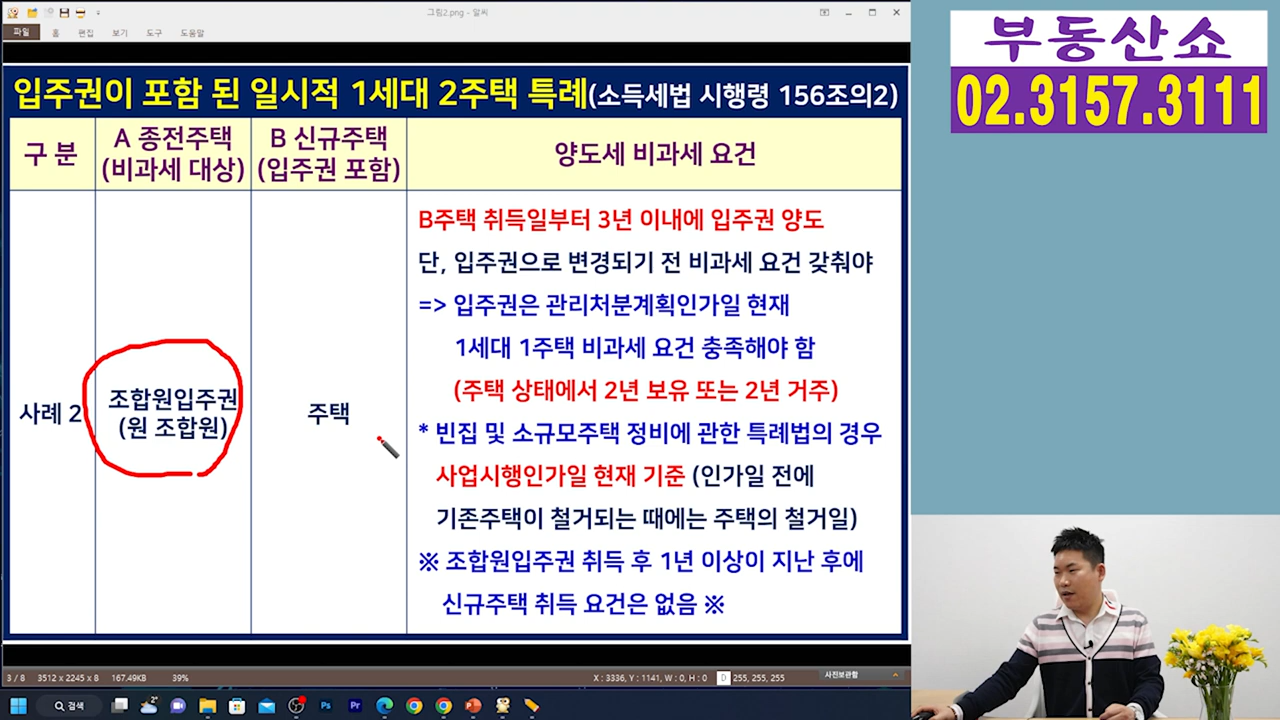 그림2.png - 알씨
파일 홈 편집 보기 도구 도움말
부동산쇼
02.3157.3111
입주권이 포함 된 일시적 1세대 2주택 특례(소득세법 시행령 156조의2)
구 분
A 종전주택
(비과세 대상)
B 신규주택
(입주권 포함)
양도세 비과세 요건
사례 2
조합원입주권
(원 조합원)
주택
B주택 취득일부터 3년 이내에 입주권 양도
단, 입주권으로 변경되기 전 비과세 요건 갖춰야
=> 입주권은 관리처분계획인가일 현재
1세대 1주택 비과세 요건 충족해야 함
(주택 상태에서 2년 보유 또는 2년 거주)
* 빈집 및 소규모주택 정비에 관한 특례법의 경우
사업시행인가일 현재 기준 (인가일 전에
기존주택이 철거되는 때에는 주택의 철거일)
※ 조합원입주권 취득 후 1년 이상이 지난 후에
신규주택 취득 요건은 없음 ※
3 / 8 3512 x 2245 x 8 167.49KB 39% X : 3336, Y : 1141, W : 0, H : 0 D 255, 255, 255 사진보관함
검색 Ps Pr